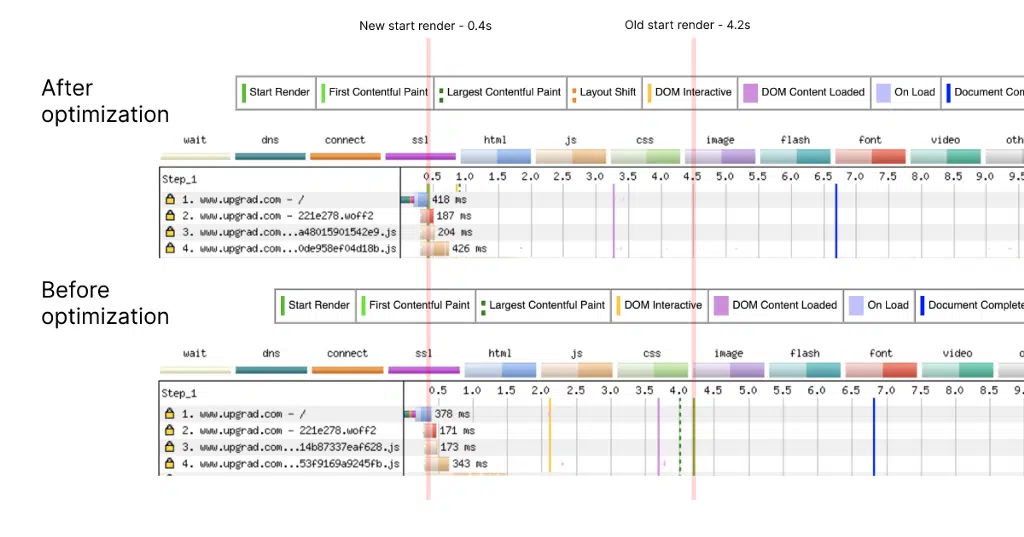 New start render - 0.4s
Old start render - 4.2s
After
optimization
Start Render
First Contentful Paint
Largest Contentful Paint
Layout Shift
DOM Interactive
DOM Content Loaded
On Load
Document Com
wait
dns
connect
ssl
html
js
css
image
flash
font
video
oth
Step_1
0.5 1.0 1.5 2.0 2.5 3.0 3.5 4.0 4.5 5.0 5.5 6.0 6.5 7.0 7.5 8.0 8.5 9.0 9.5
1. www.upgrad.com - / 418 ms
2. www.upgrad.com - 221e278.woff2 187 ms
3. www.upgrad.com...a48015901542e9.js 204 ms
4. www.upgrad.com...0de958ef04d18b.js 426 ms
Before
optimization
Start Render
First Contentful Paint
Largest Contentful Paint
DOM Interactive
DOM Content Loaded
On Load
Document Complete
wait
dns
connect
ssl
html
js
css
image
flash
font
video
o
Step_1
0.5 1.0 1.5 2.0 2.5 3.0 3.5 4.0 4.5 5.0 5.5 6.0 6.5 7.0 7.5 8.0 8.5 9
1. www.upgrad.com - / 378 ms
2. www.upgrad.com - 221e278.woff2 171 ms
3. www.upgrad.com...14b87337eaf628.js 173 ms
4. www.upgrad.com...53f9169a9245fb.js 343 ms